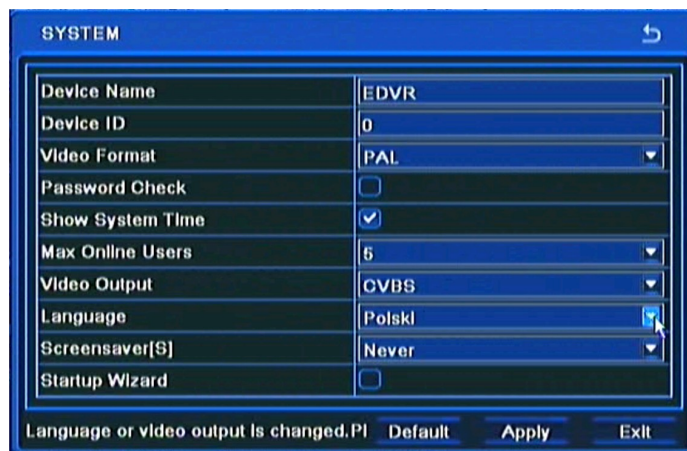 SYSTEM
Device Name EDVR
Device ID 0
Video Format PAL
Password Check
Show System Time
Max Online Users 5
Video Output CVBS
Language Polski
Screensaver[S] Never
Startup Wizard
Language or video output is changed.Pl Default Apply Exit